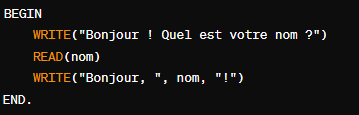 BEGIN
WRITE("Bonjour ! Quel est votre nom ?")
READ(nom)
WRITE("Bonjour, ", nom, "!")
END.